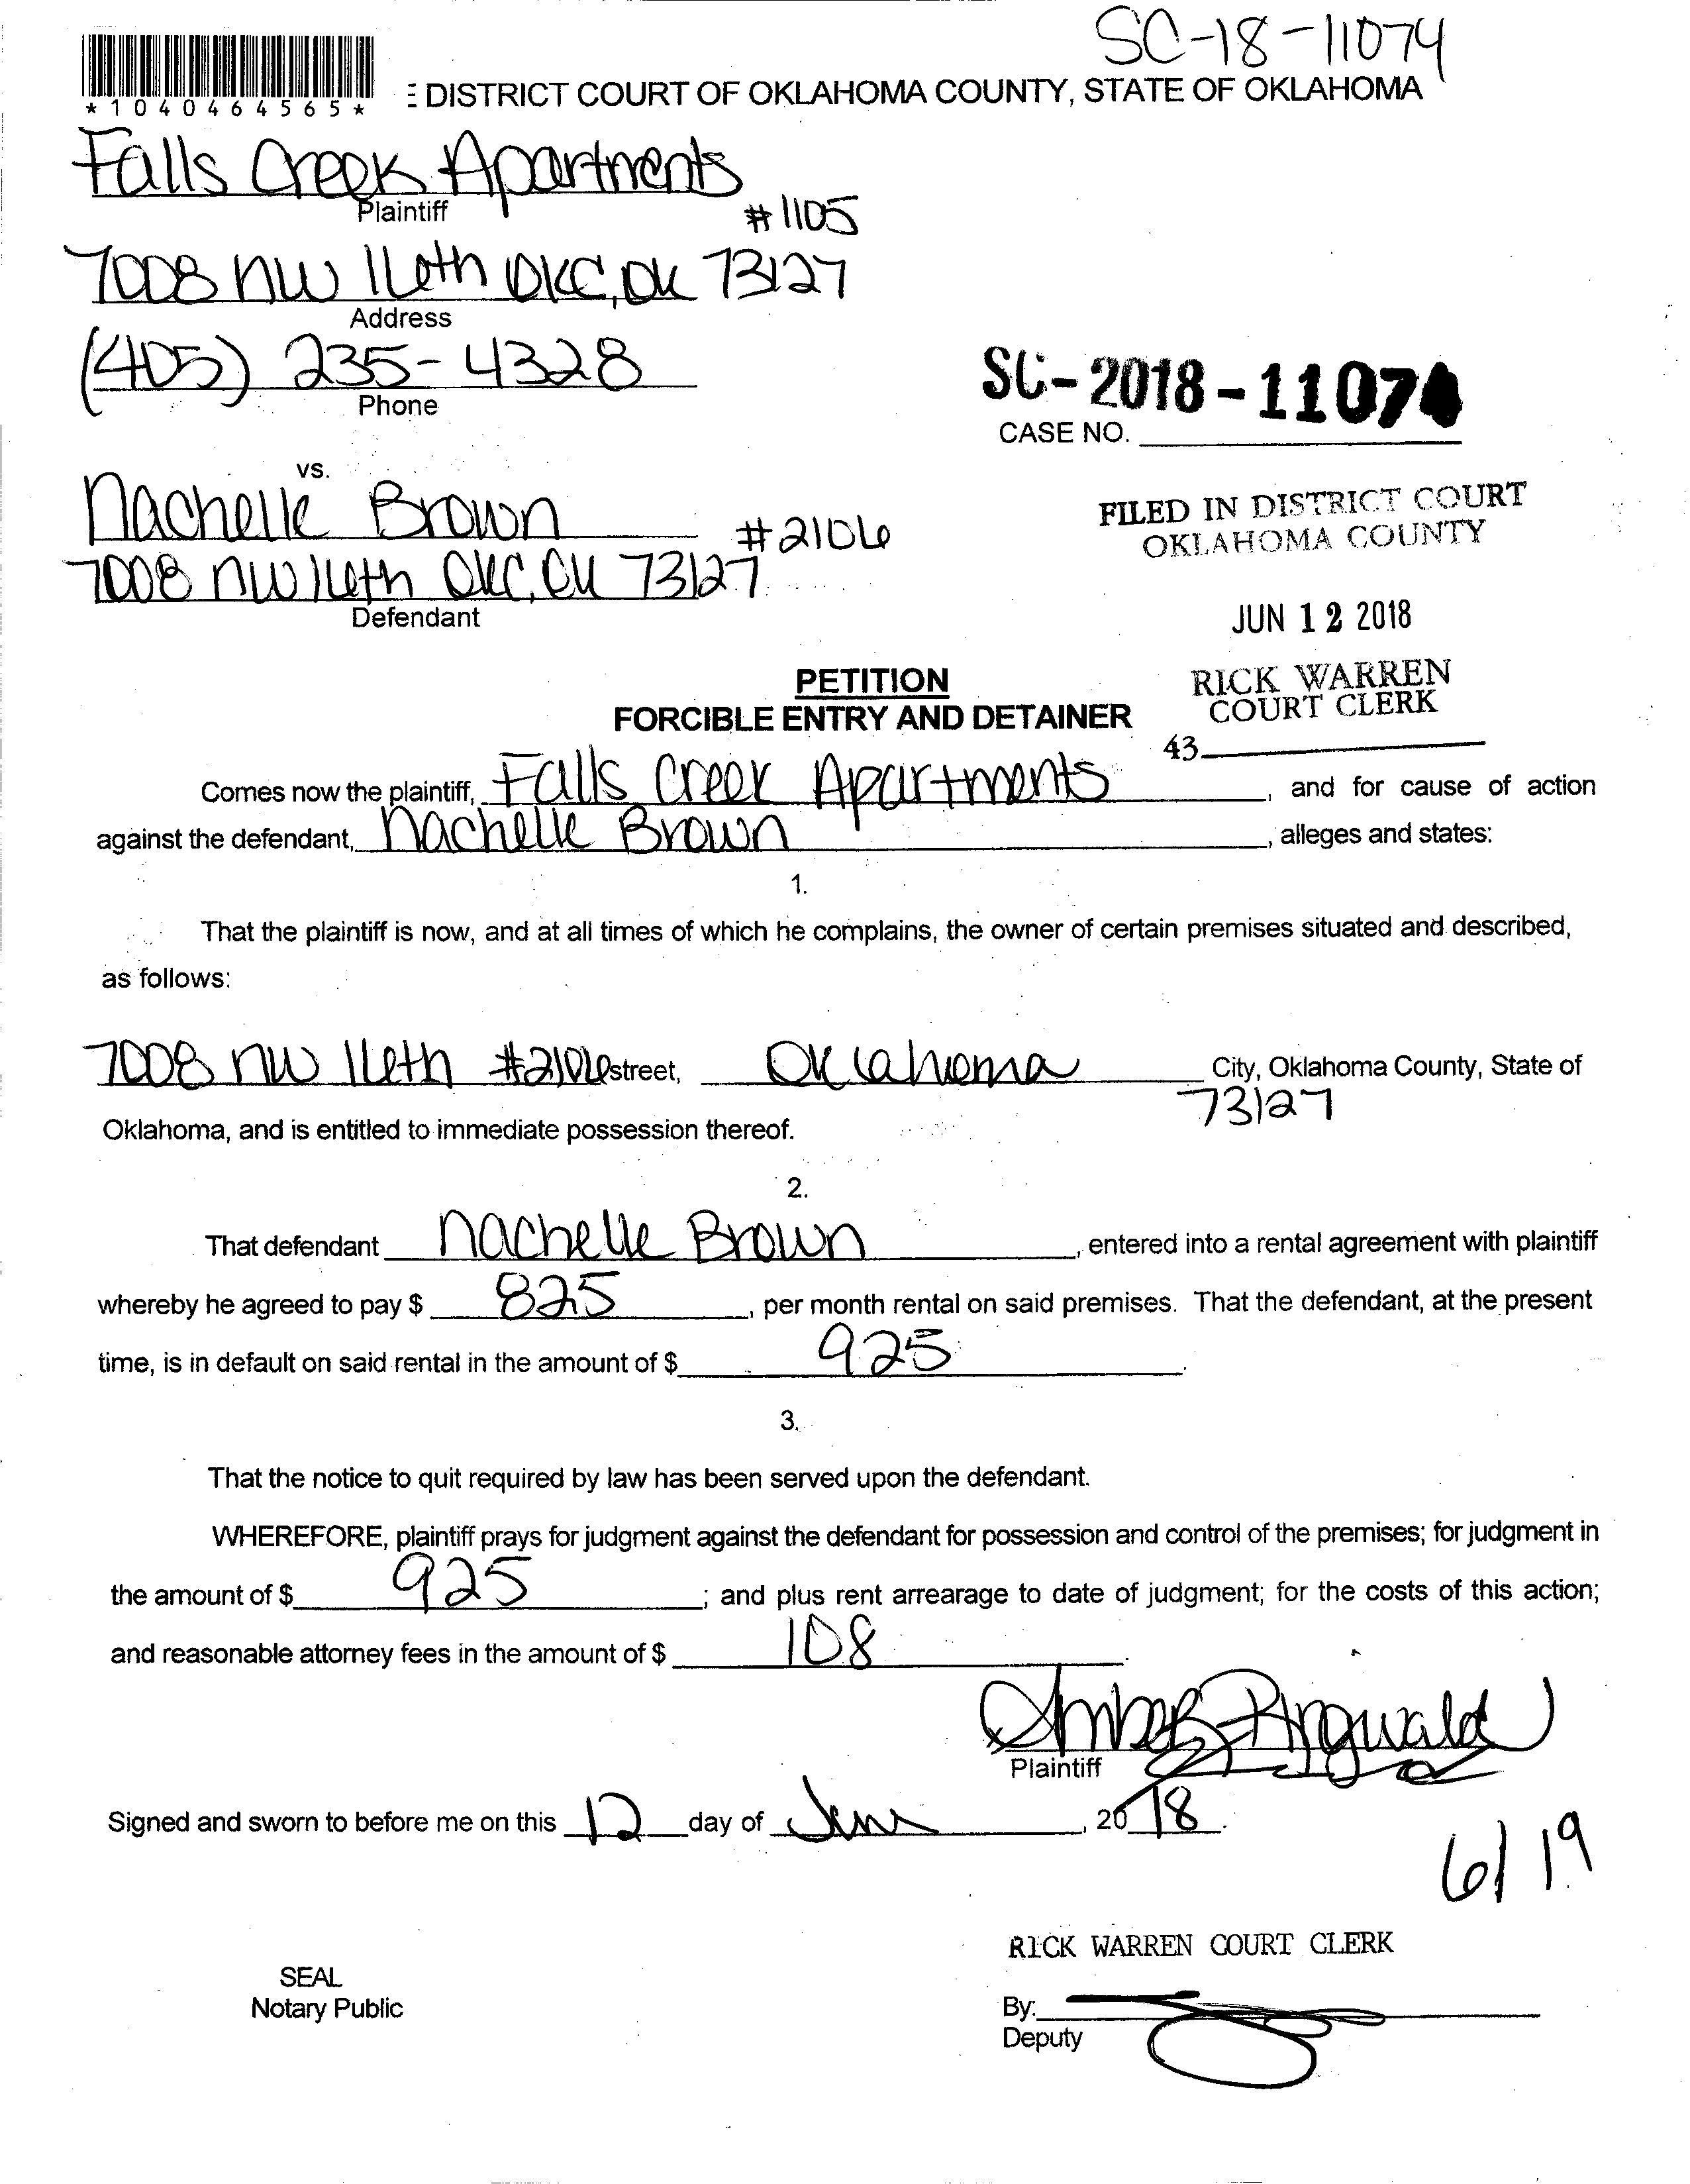 SC-18-11074
*1040464565*
DISTRICT COURT OF OKLAHOMA COUNTY, STATE OF OKLAHOMA
Falls Creek Apartments
Plaintiff
#1105
7008 NW 16th OKC, OK 73127
Address
(405) 235-4328
Phone
SC-2018-11074
CASE NO.
vs.
Nachelle Brown
#2106
7008 NW 16th OKC, OK 73127
Defendant
FILED IN DISTRICT COURT
OKLAHOMA COUNTY
JUN 12 2018
RICK WARREN
COURT CLERK
43
PETITION
FORCIBLE ENTRY AND DETAINER
Comes now the plaintiff, Falls Creek Apartments, and for cause of action
against the defendant, Nachelle Brown, alleges and states:
1.
That the plaintiff is now, and at all times of which he complains, the owner of certain premises situated and described,
as follows:
7008 NW 16th #2106 street, Oklahoma City, Oklahoma County, State of
73127
Oklahoma, and is entitled to immediate possession thereof.
2.
That defendant Nachelle Brown, entered into a rental agreement with plaintiff
whereby he agreed to pay $ 825, per month rental on said premises. That the defendant, at the present
time, is in default on said rental in the amount of $ 925.
3.
That the notice to quit required by law has been served upon the defendant.
WHEREFORE, plaintiff prays for judgment against the defendant for possession and control of the premises; for judgment in
the amount of $ 925; and plus rent arrearage to date of judgment; for the costs of this action;
and reasonable attorney fees in the amount of $ 108.
Amber Ringwald
Plaintiff
Signed and sworn to before me on this 12 day of June, 2018.
6/19
RICK WARREN COURT CLERK
SEAL
Notary Public
By:
Deputy